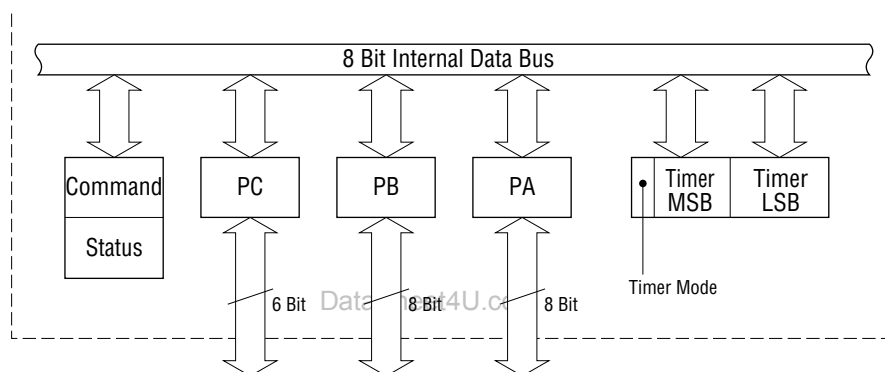 8 Bit Internal Data Bus
Command
Status
PC
PB
PA
Timer
MSB
Timer
LSB
Timer Mode
6 Bit
8 Bit
8 Bit